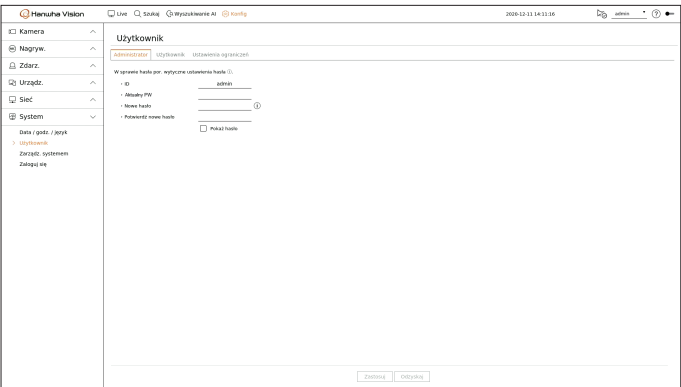 Hanwha Vision
Live Szukaj Wyszukiwanie AI Konfig
2020-12-11 14:11:16
admin
Kamera
Nagryw.
Zdarz.
Urządz.
Sieć
System
Data / godz. / język
Użytkownik
Zarządz. systemem
Zaloguj się
Użytkownik
Administrator Użytkownik Ustawienia ograniczeń
W sprawie hasła por. wytyczne ustawienia hasła
ID admin
Aktualny PW
Nowe hasło
Potwierdź nowe hasło
Pokaż hasło
Zastosuj Odzyskaj